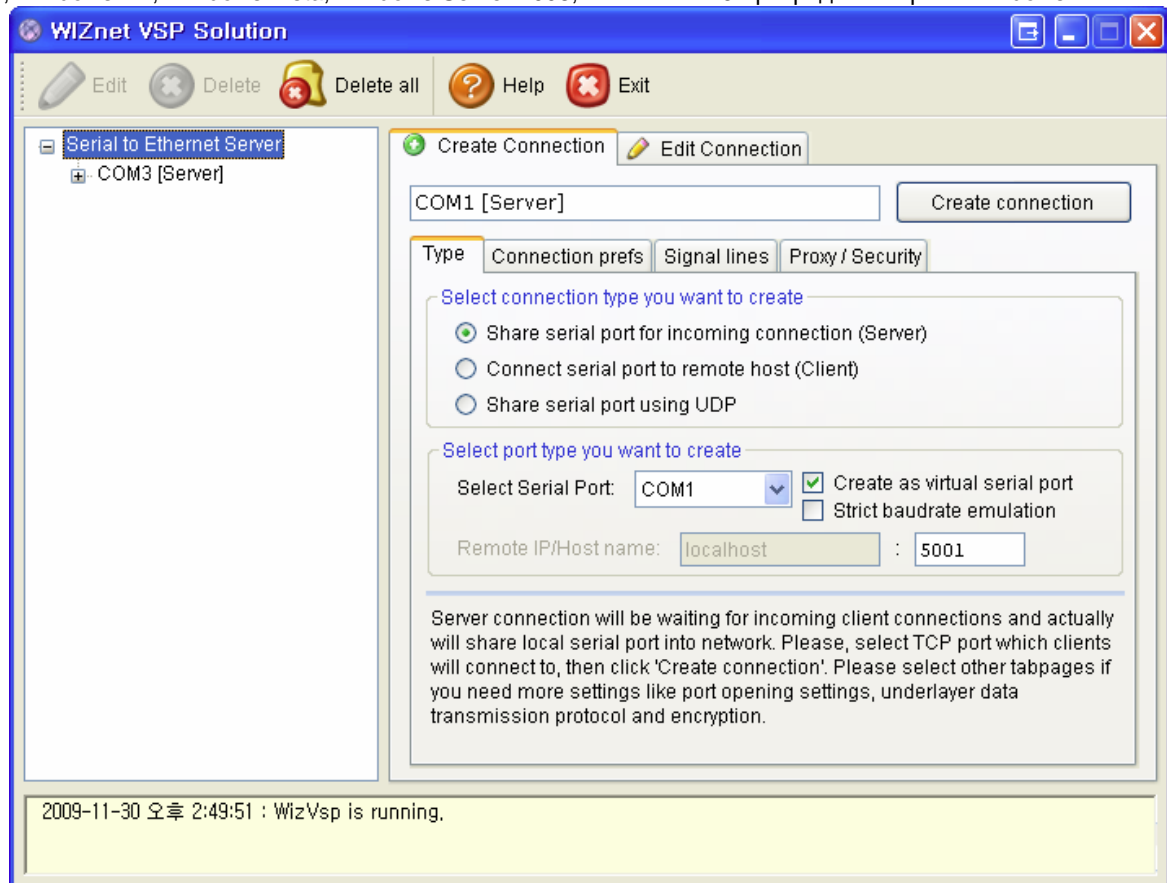 WIZnet VSP Solution
Edit Delete Delete all Help Exit
Serial to Ethernet Server
COM3 [Server]
Create Connection Edit Connection
COM1 [Server] Create connection
Type Connection prefs Signal lines Proxy / Security
Select connection type you want to create
Share serial port for incoming connection (Server)
Connect serial port to remote host (Client)
Share serial port using UDP
Select port type you want to create
Select Serial Port: COM1 Create as virtual serial port
Strict baudrate emulation
Remote IP/Host name: localhost : 5001
Server connection will be waiting for incoming client connections and actually
will share local serial port into network. Please, select TCP port which clients
will connect to, then click 'Create connection'. Please select other tabpages if
you need more settings like port opening settings, underlayer data
transmission protocol and encryption.
2009-11-30 오후 2:49:51 : WizVsp is running,